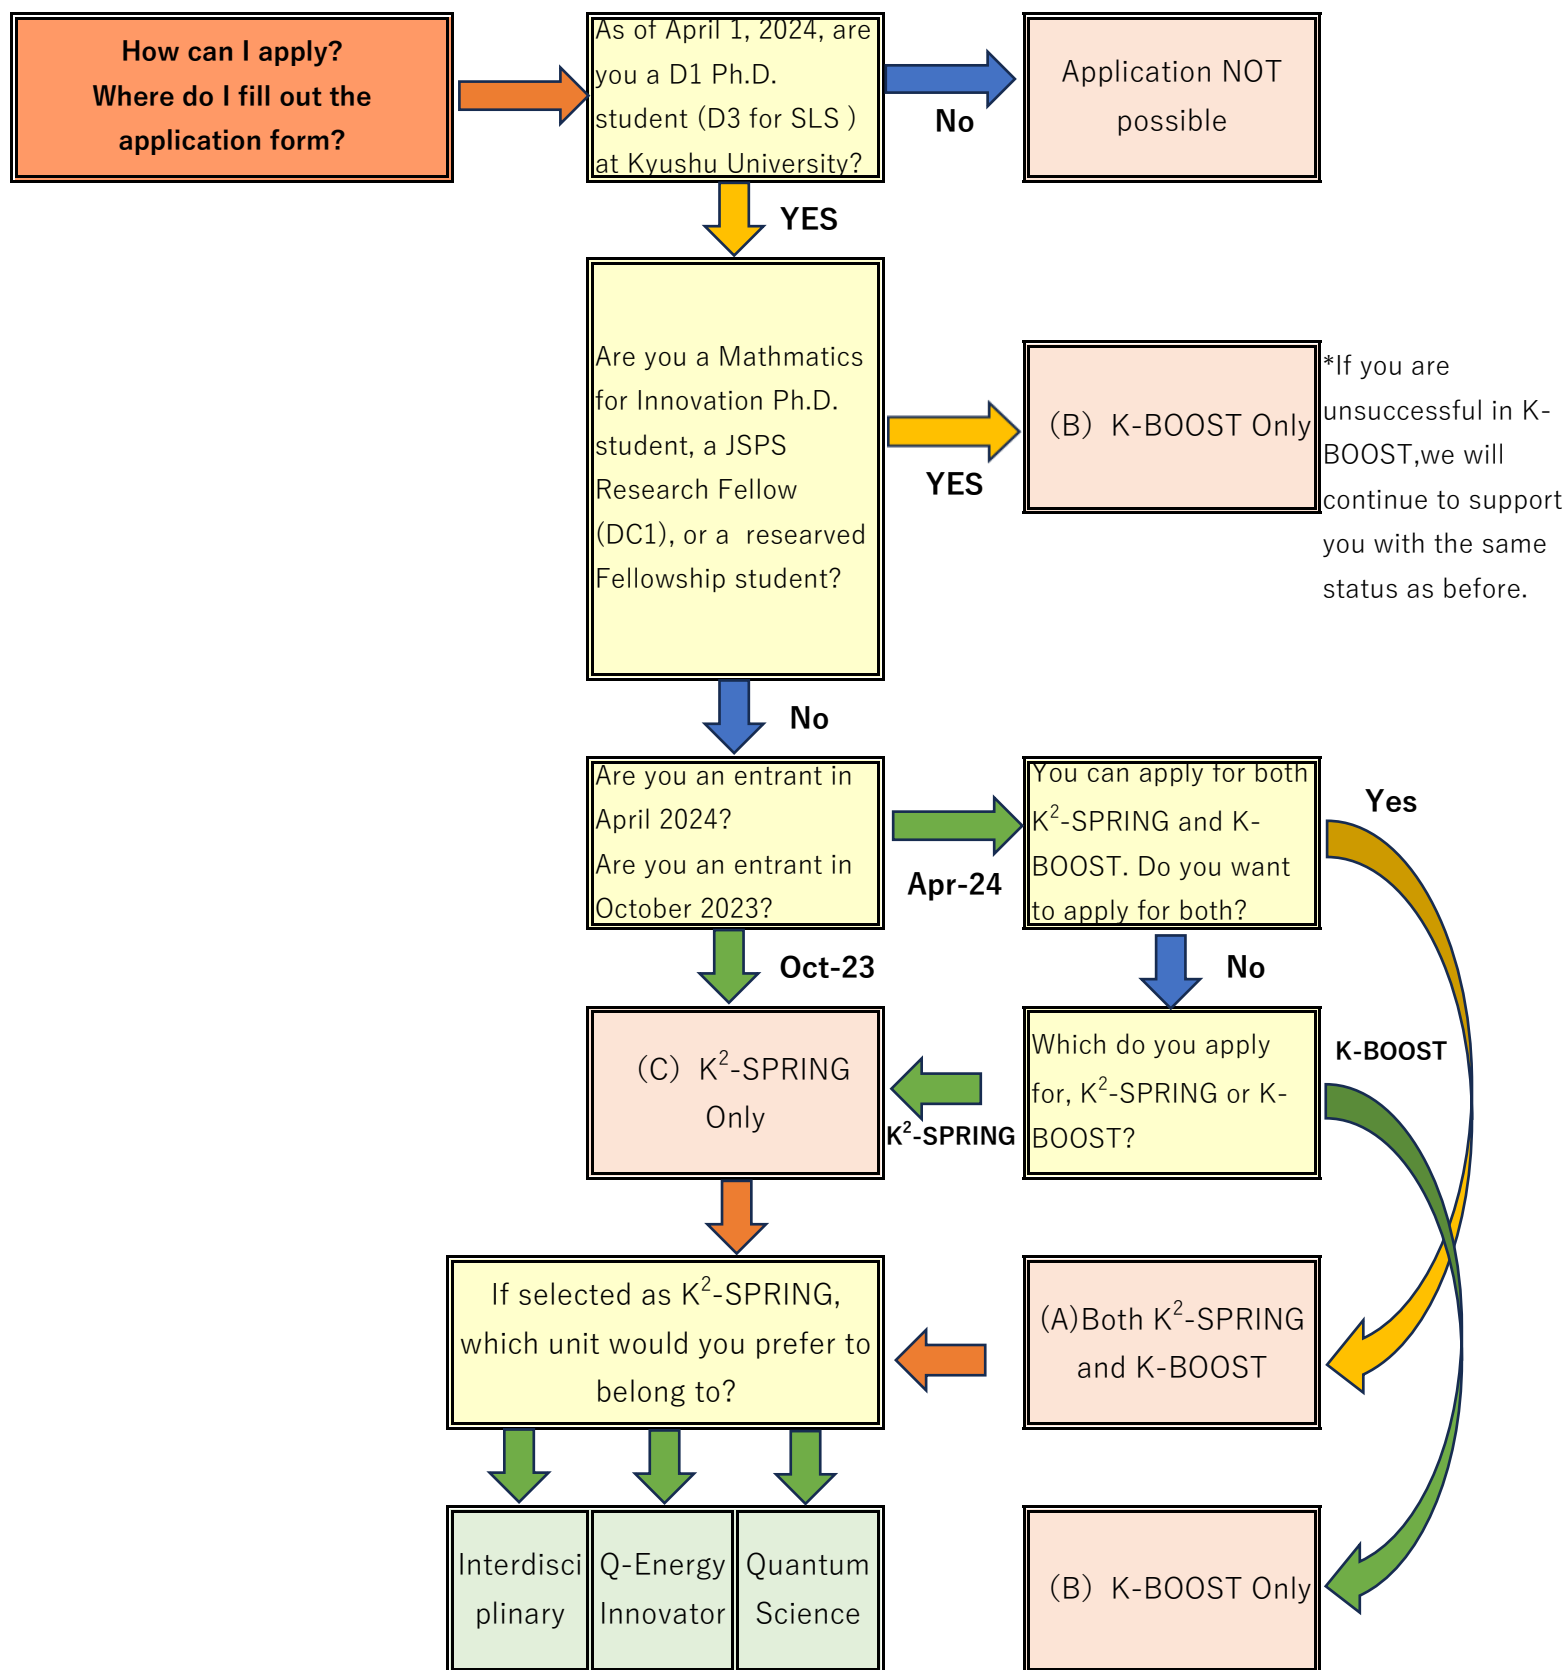 How can I apply?
Where do I fill out the
application form?
As of April 1, 2024, are
you a D1 Ph.D.
student (D3 for SLS )
at Kyushu University?
No
Application NOT
possible
YES
Are you a Mathmatics
for Innovation Ph.D.
student, a JSPS
Research Fellow
(DC1), or a  researved
Fellowship student?
YES
(B) K-BOOST Only
*If you are
unsuccessful in K-
BOOST,we will
continue to support
you with the same
status as before.
No
Are you an entrant in
April 2024?
Are you an entrant in
October 2023?
Apr-24
You can apply for both
K²-SPRING and K-
BOOST. Do you want
to apply for both?
Yes
Oct-23
No
(C) K²-SPRING
Only
K²-SPRING
Which do you apply
for, K²-SPRING or K-
BOOST?
K-BOOST
If selected as K²-SPRING,
which unit would you prefer to
belong to?
(A)Both K²-SPRING
and K-BOOST
Interdisci
plinary
Q-Energy
Innovator
Quantum
Science
(B) K-BOOST Only